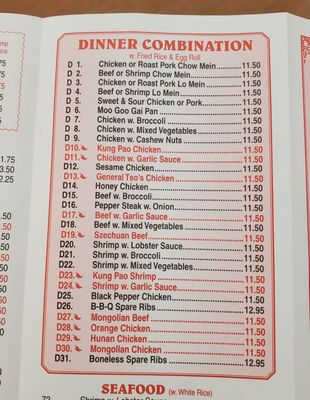 DINNER COMBINATION
w. Fried Rice & Egg Roll
D 1. Chicken or Roast Pork Chow Mein 11.50
D 2. Beef or Shrimp Chow Mein 11.50
D 3. Chicken or Roast Pork Lo Mein 11.50
D 4. Beef or Shrimp Lo Mein 11.50
D 5. Sweet & Sour Chicken or Pork 11.50
D 6. Moo Goo Gai Pan 11.50
D 7. Chicken w. Broccoli 11.50
D 8. Chicken w. Mixed Vegetables 11.50
D 9. Chicken w. Cashew Nuts 11.50
D10. Kung Pao Chicken 11.50
D11. Chicken w. Garlic Sauce 11.50
D12. Sesame Chicken 11.50
D13. General Tso's Chicken 11.50
D14. Honey Chicken 11.50
D15. Beef w. Broccoli 11.50
D16. Pepper Steak w. Onion 11.50
D17. Beef w. Garlic Sauce 11.50
D18. Beef w. Mixed Vegetables 11.50
D19. Szechuan Beef 11.50
D20. Shrimp w. Lobster Sauce 11.50
D21. Shrimp w. Broccoli 11.50
D22. Shrimp w. Mixed Vegetables 11.50
D23. Kung Pao Shrimp 11.50
D24. Shrimp w. Garlic Sauce 11.50
D25. Black Pepper Chicken 11.50
D26. B-B-Q Spare Ribs 12.95
D27. Mongolian Beef 11.50
D28. Orange Chicken 11.50
D29. Hunan Chicken 11.50
D30. Mongolian Chicken 11.50
D31. Boneless Spare Ribs 12.95
SEAFOOD (w. White Rice)